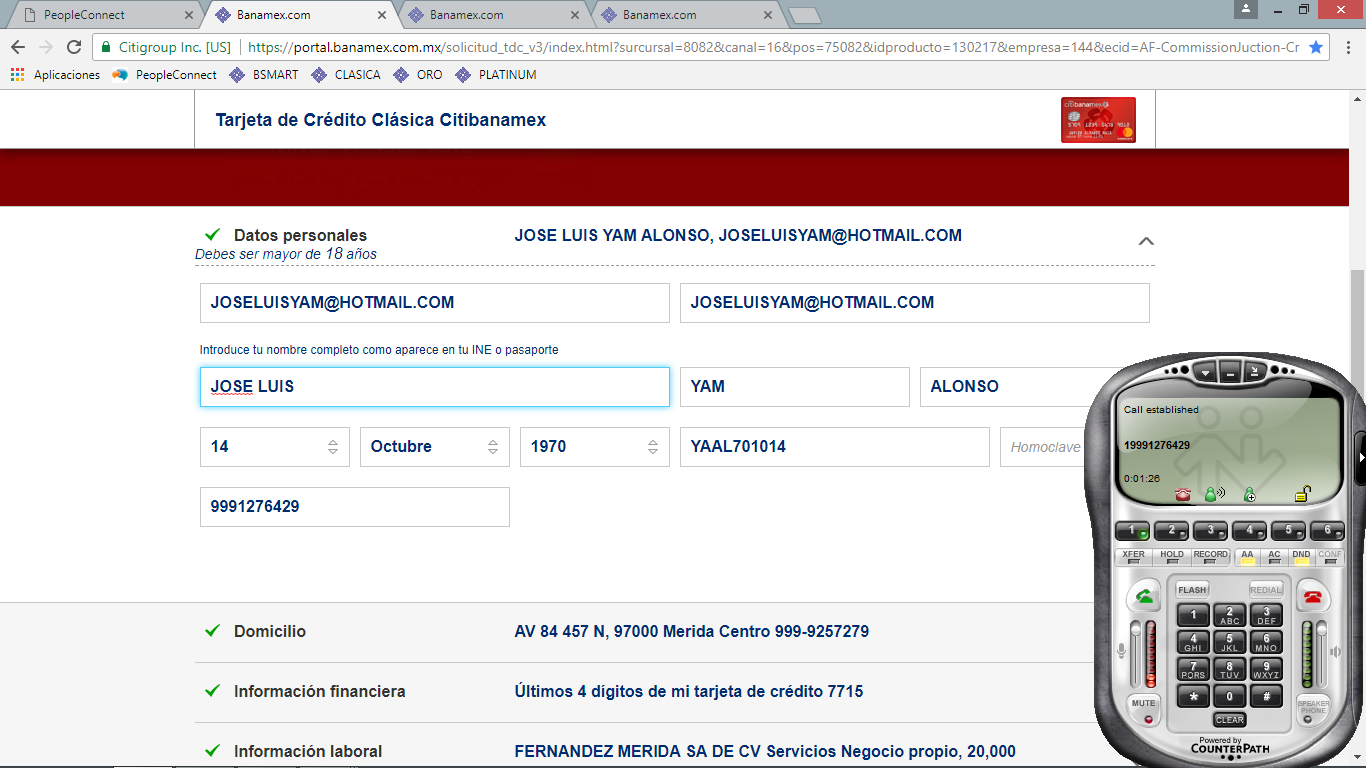 PeopleConnect
Banamex.com
Banamex.com
Banamex.com
Citigroup Inc. [US] https://portal.banamex.com.mx/solicitud_tdc_v3/index.html?surcursal=8082&canal=16&pos=75082&idproducto=130217&empresa=144&ecid=AF-CommissionJuction-Cr
Aplicaciones PeopleConnect BSMART CLASICA ORO PLATINUM
Tarjeta de Crédito Clásica Citibanamex
citibanamex
Datos personales JOSE LUIS YAM ALONSO, JOSELUISYAM@HOTMAIL.COM
Debes ser mayor de 18 años
JOSELUISYAM@HOTMAIL.COM JOSELUISYAM@HOTMAIL.COM
Introduce tu nombre completo como aparece en tu INE o pasaporte
JOSE LUIS YAM ALONSO
14 Octubre 1970 YAAL701014 Homoclave
9991276429
Domicilio AV 84 457 N, 97000 Merida Centro 999-9257279
Información financiera Últimos 4 dígitos de mi tarjeta de crédito 7715
Información laboral FERNANDEZ MERIDA SA DE CV Servicios Negocio propio, 20,000
Call established
19991276429
0:01:26
1 2 3 4 5 6
XFER HOLD RECORD AA AC DND CONF
FLASH REDIAL
1 2 ABC 3 DEF
4 GHI 5 JKL 6 MNO
7 PQRS 8 TUV 9 WXYZ
* 0 #
MUTE
SPEAKER PHONE
CLEAR
Powered by
COUNTERPATH